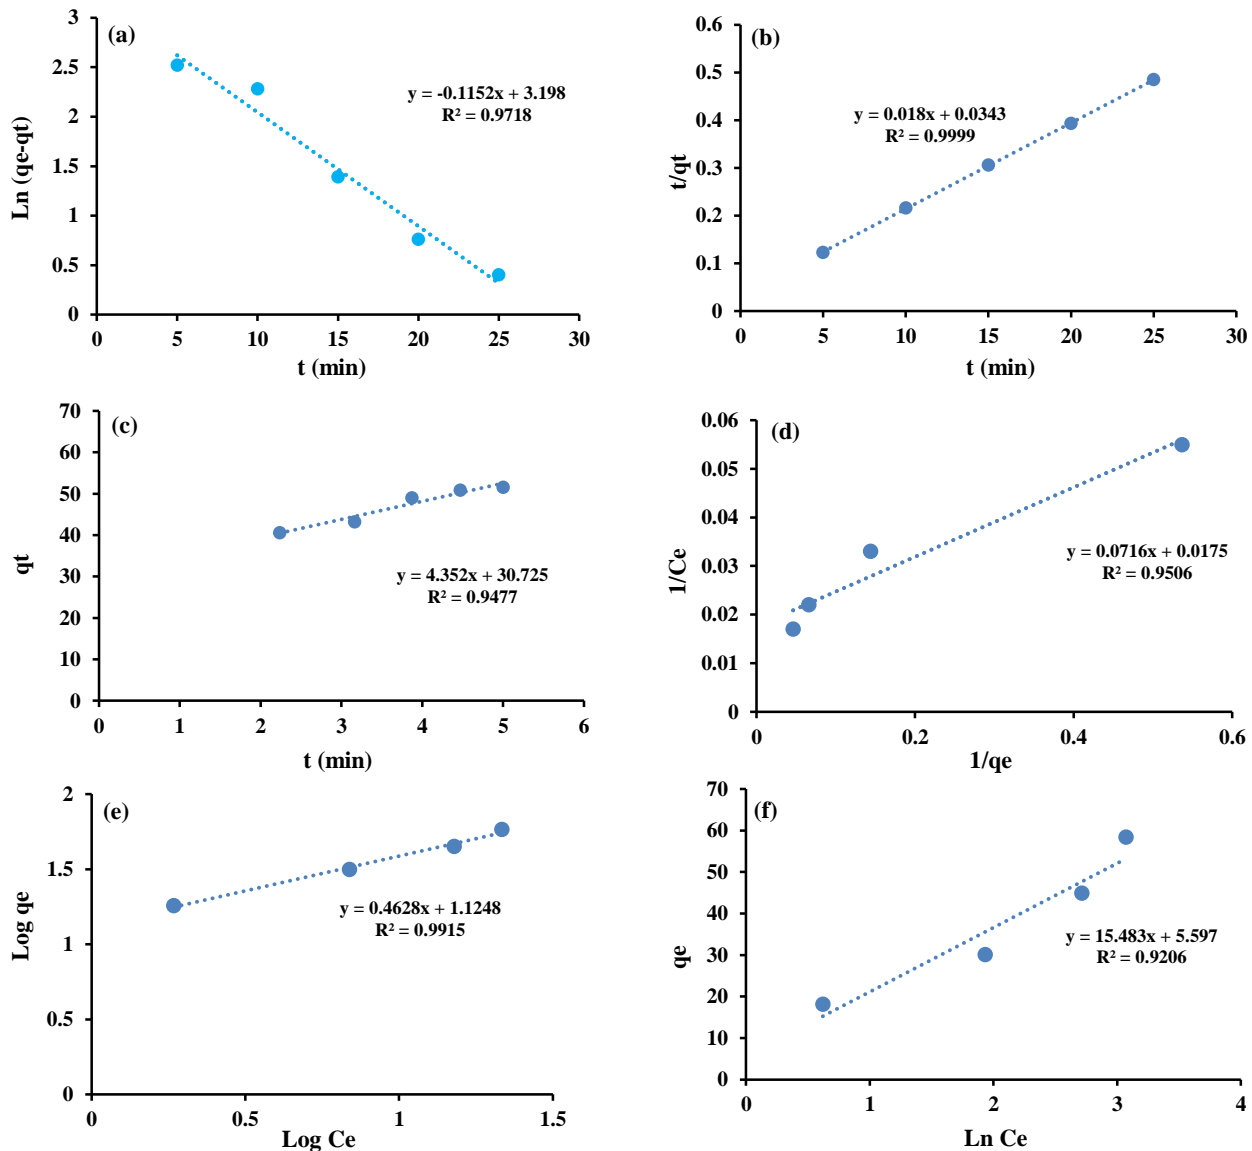 (a)
3
2.5
2
1.5
1
0.5
0
Ln (qe-qt)
y = -0.1152x + 3.198
R² = 0.9718
0 5 10 15 20 25 30
t (min)
(b)
0.6
0.5
0.4
0.3
0.2
0.1
0
t/qt
y = 0.018x + 0.0343
R² = 0.9999
0 5 10 15 20 25 30
t (min)
(c)
70
60
50
40
30
20
10
0
qt
y = 4.352x + 30.725
R² = 0.9477
0 1 2 3 4 5 6
t (min)
(d)
0.06
0.05
0.04
0.03
0.02
0.01
0
1/Ce
y = 0.0716x + 0.0175
R² = 0.9506
0 0.2 0.4 0.6
1/qe
(e)
2
1.5
1
0.5
0
Log qe
y = 0.4628x + 1.1248
R² = 0.9915
0 0.5 1 1.5
Log Ce
(f)
70
60
50
40
30
20
10
0
qe
y = 15.483x + 5.597
R² = 0.9206
0 1 2 3 4
Ln Ce